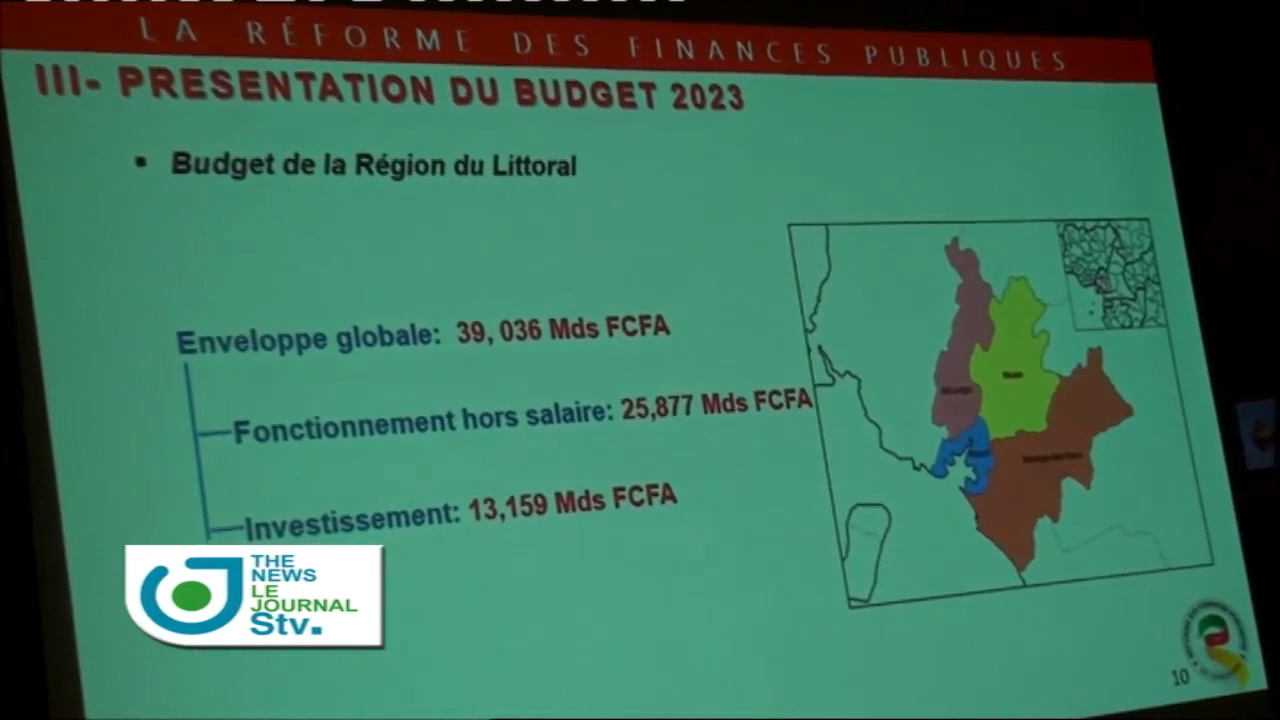 LA RÉFORME DES FINANCES PUBLIQUES
III- PRESENTATION DU BUDGET 2023
▪ Budget de la Région du Littoral
Enveloppe globale: 39, 036 Mds FCFA
Fonctionnement hors salaire: 25,877 Mds FCFA
Investissement: 13,159 Mds FCFA
THE
NEWS
LE
JOURNAL
Stv.
10